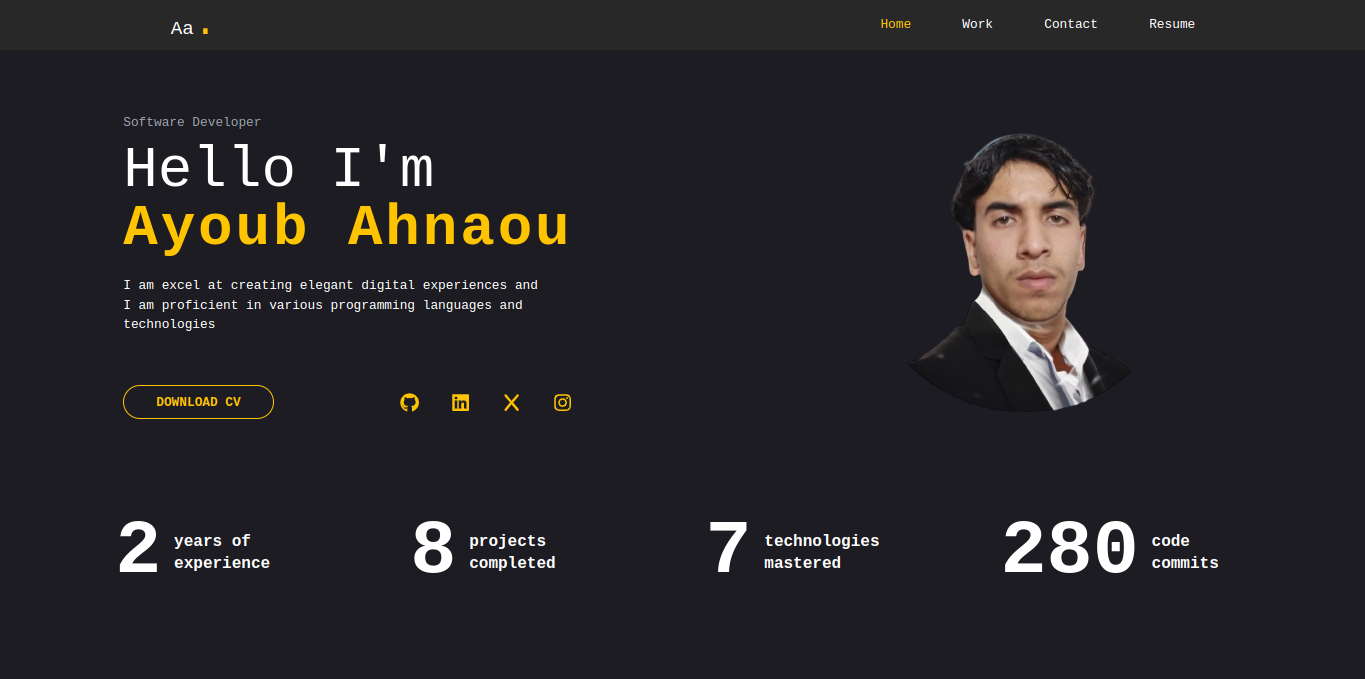 Aa .
Home Work Contact Resume
Software Developer
Hello I'm
Ayoub Ahnaou
I am excel at creating elegant digital experiences and
I am proficient in various programming languages and
technologies
DOWNLOAD CV
2 years of
experience
8 projects
completed
7 technologies
mastered
280 code
commits